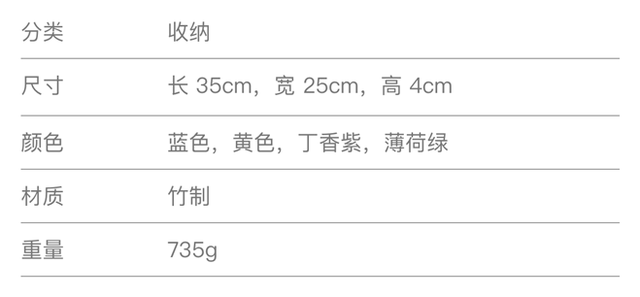 分类 收纳
尺寸 长 35cm，宽 25cm，高 4cm
颜色 蓝色，黄色，丁香紫，薄荷绿
材质 竹制
重量 735g